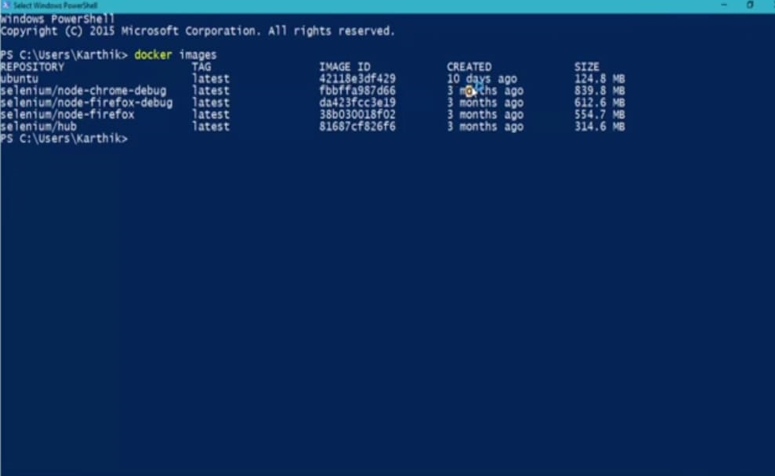 Select Windows PowerShell
Windows PowerShell
Copyright (C) 2015 Microsoft Corporation. All rights reserved.
PS C:\Users\Karthik> docker images
REPOSITORY TAG IMAGE ID CREATED SIZE
ubuntu latest 42118e3df429 10 days ago 124.8 MB
selenium/node-chrome-debug latest fbbffa987d66 3 months ago 839.8 MB
selenium/node-firefox-debug latest da423fcc3e19 3 months ago 612.6 MB
selenium/node-firefox latest 38b030018f02 3 months ago 554.7 MB
selenium/hub latest 81687cf826f6 3 months ago 314.6 MB
PS C:\Users\Karthik>